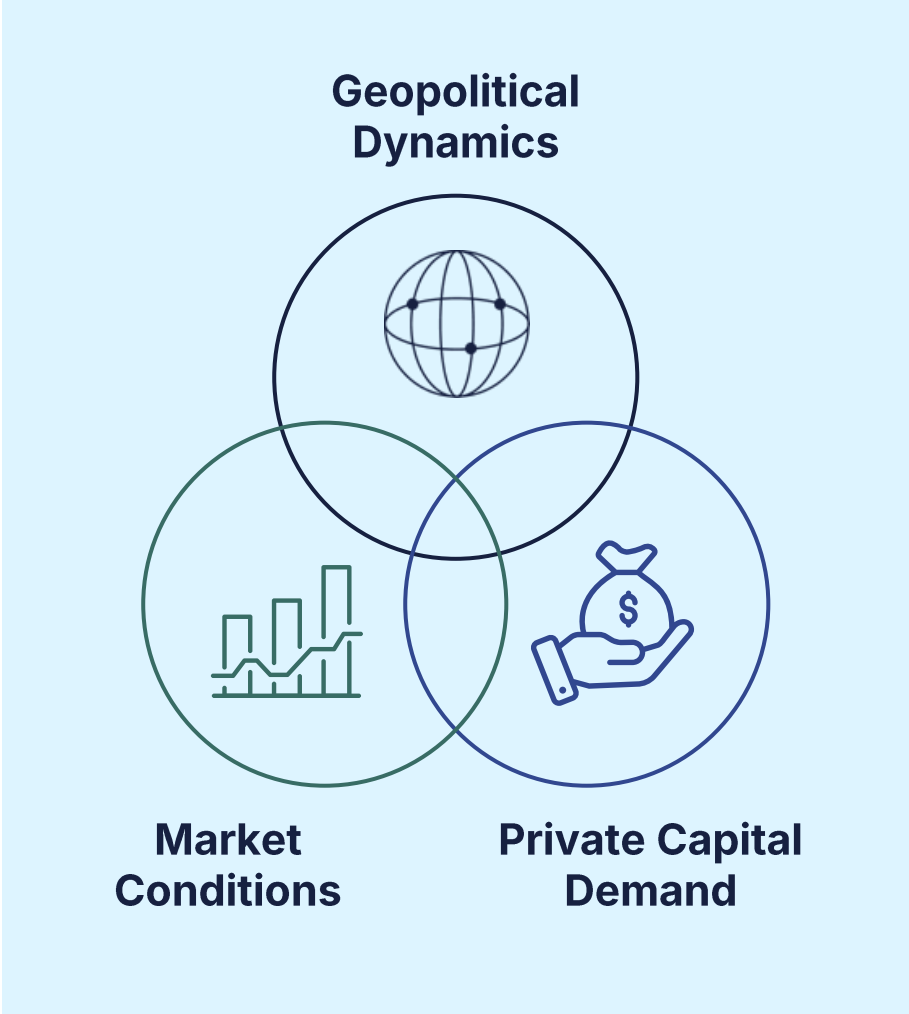 Geopolitical
Dynamics
$
Market
Conditions
Private Capital
Demand